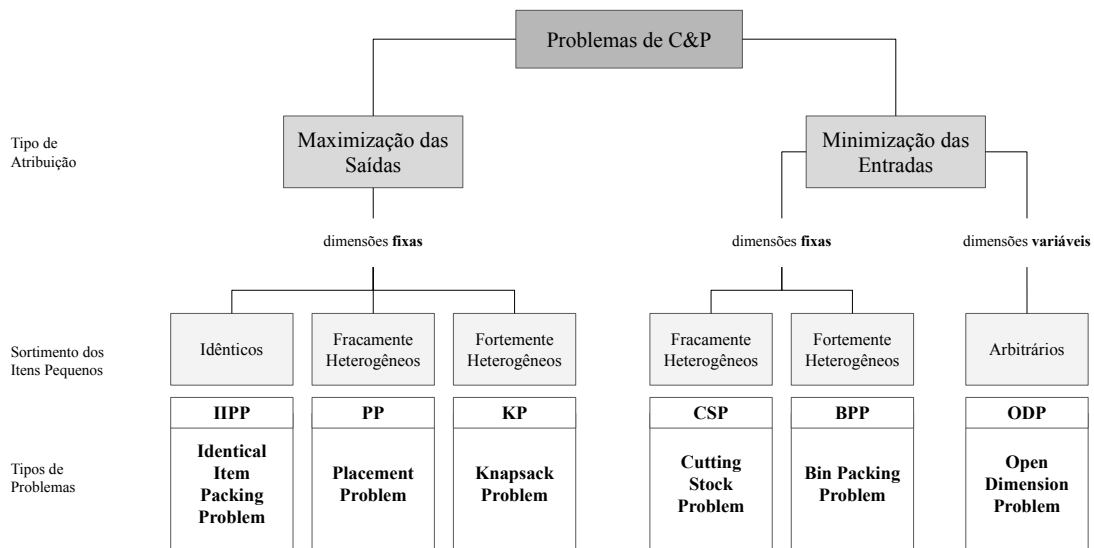 Problemas de C&P
Tipo de
Atribuição
Maximização das
Saídas
Minimização das
Entradas
dimensões fixas
dimensões fixas
dimensões variáveis
Sortimento dos
Itens Pequenos
Idênticos
Fracamente
Heterogêneos
Fortemente
Heterogêneos
Fracamente
Heterogêneos
Fortemente
Heterogêneos
Arbitrários
Tipos de
Problemas
IIPP
Identical
Item
Packing
Problem
PP
Placement
Problem
KP
Knapsack
Problem
CSP
Cutting
Stock
Problem
BPP
Bin Packing
Problem
ODP
Open
Dimension
Problem